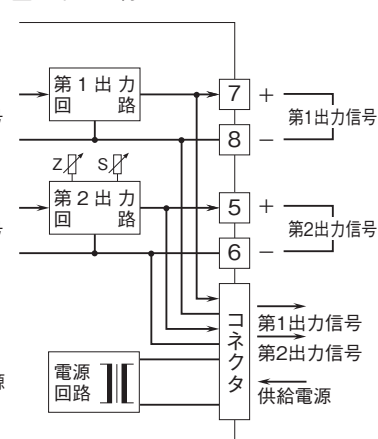 第1出力
回 路
7 +
8 −
第1出力信号
Z S
第2出力
回 路
5 +
6 −
第2出力信号
コネクタ
第1出力信号
第2出力信号
供給電源
電源
回路